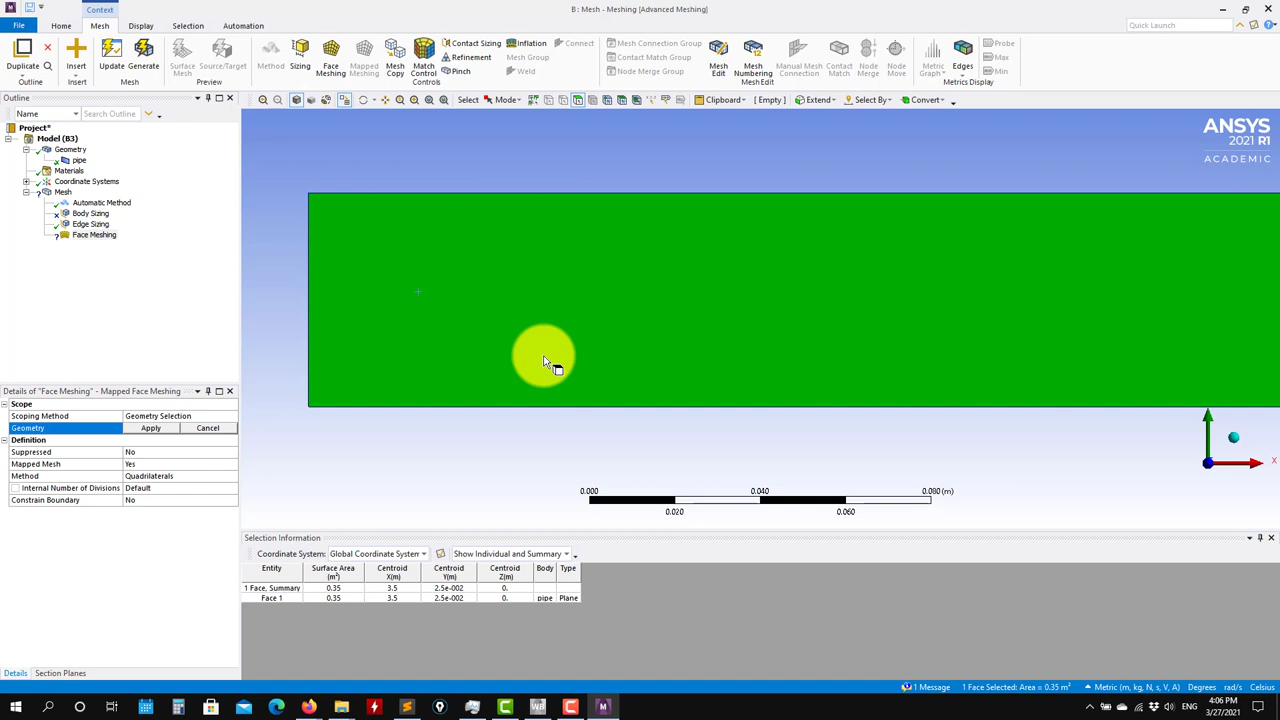 Context
B : Mesh - Meshing [Advanced Meshing]
File Home Mesh Display Selection Automation
Quick Launch
Duplicate
Outline
Insert
Insert
Update Generate
Mesh
Surface Mesh Source/Target
Preview
Method Sizing Face Meshing Mapped Meshing Mesh Copy Match Control
Contact Sizing
Refinement
Pinch
Inflation
Mesh Group
Weld
Connect
Controls
Mesh Connection Group
Contact Match Group
Node Merge Group
Mesh Edit Mesh Numbering Manual Mesh Connection Contact Match Node Merge Node Move
Mesh Edit
Metric Graph Edges
Probe
Max
Min
Metrics Display
Outline
Select Mode Clipboard [ Empty ] Extend Select By Convert
Name Search Outline
Project*
Model (B3)
Geometry
pipe
Materials
Coordinate Systems
Mesh
Automatic Method
Body Sizing
Edge Sizing
Face Meshing
ANSYS
2021 R1
ACADEMIC
Details of "Face Meshing" - Mapped Face Meshing
Scope
Scoping Method Geometry Selection
Geometry Apply Cancel
Definition
Suppressed No
Mapped Mesh Yes
Method Quadrilaterals
Internal Number of Divisions Default
Constrain Boundary No
X
0.000 0.040 0.080 (m)
0.020 0.060
Selection Information
Coordinate System: Global Coordinate System Show Individual and Summary
Entity Surface Area (m²) Centroid X(m) Centroid Y(m) Centroid Z(m) Body Type
1 Face, Summary 0.35 3.5 2.5e-002 0.
Face 1 0.35 3.5 2.5e-002 0. pipe Plane
Details Section Planes
1 Message 1 Face Selected: Area = 0.35 m² Metric (m, kg, N, s, V, A) Degrees rad/s Celsius
ENG
4:06 PM
3/27/2021